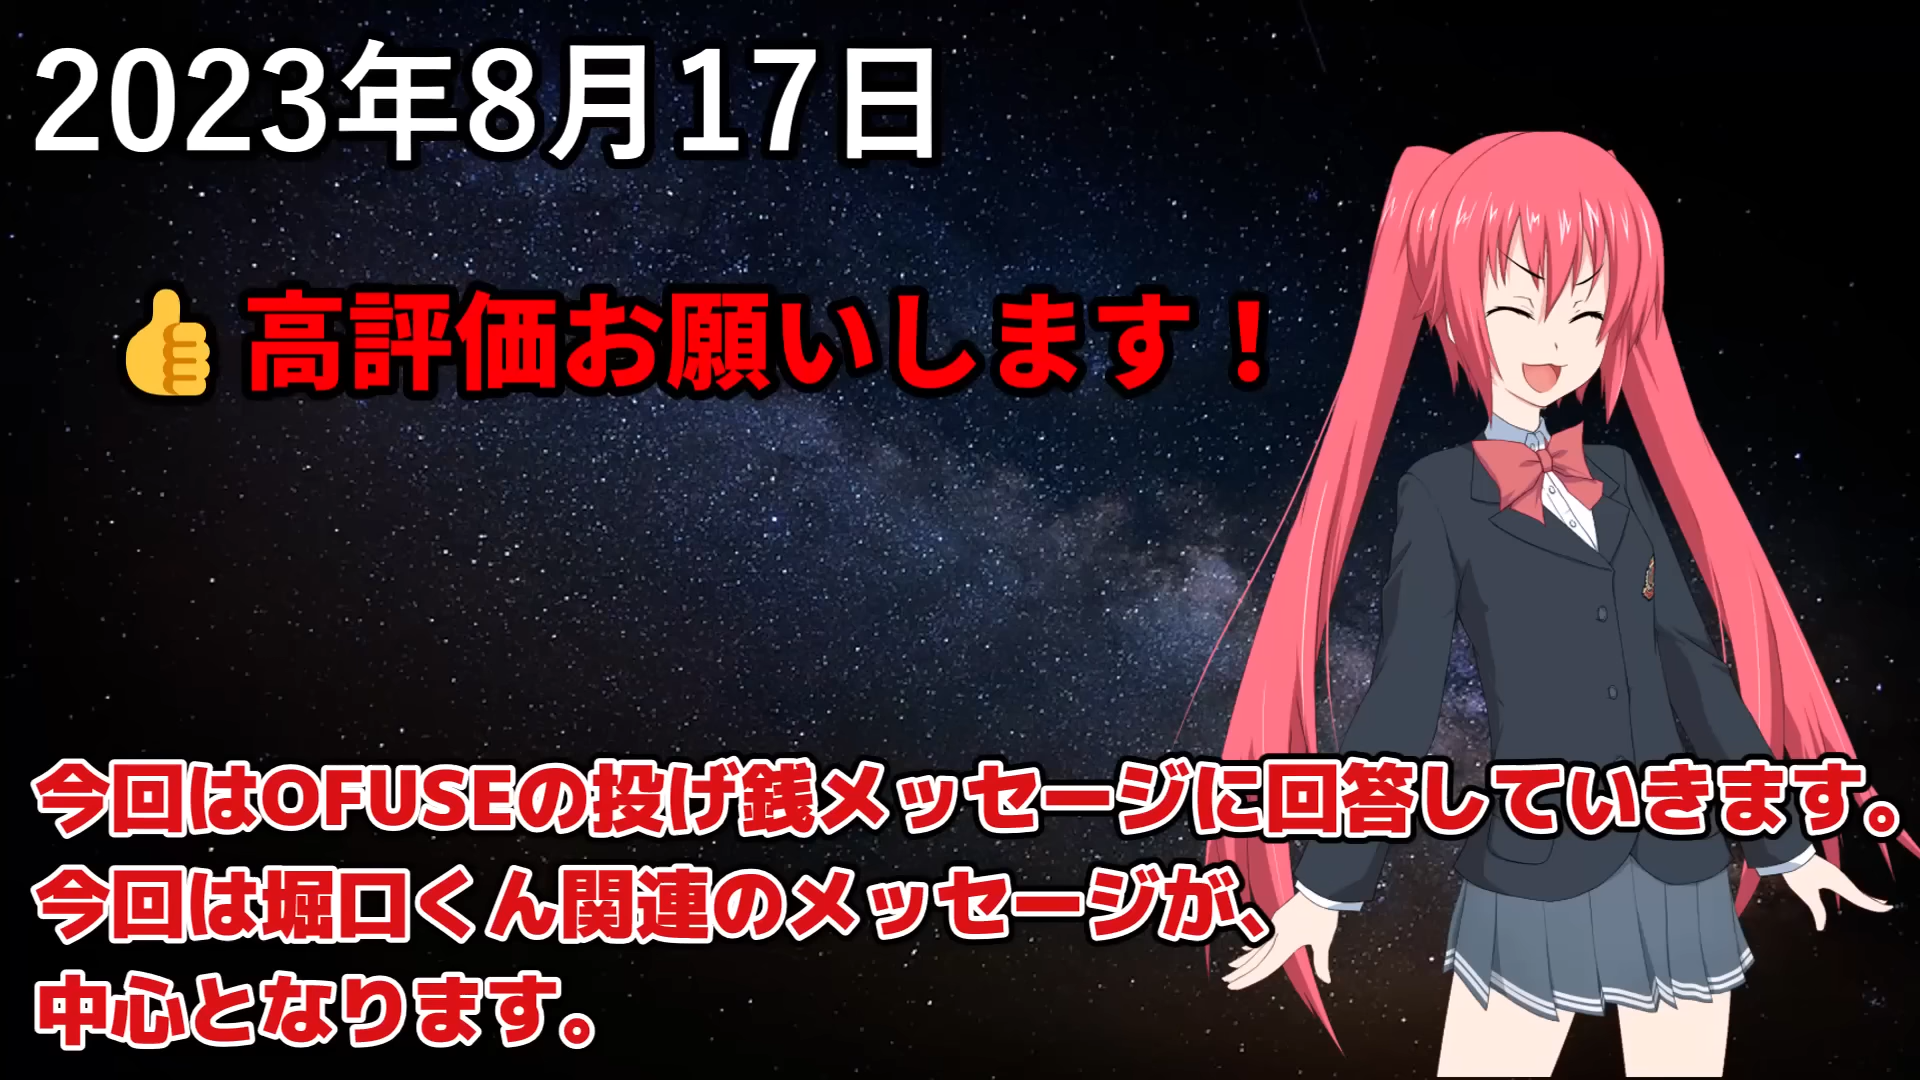 2023年8月17日
👍高評価お願いします！
今回はOFUSEの投げ銭メッセージに回答していきます。
今回は堀口くん関連のメッセージが、
中心となります。